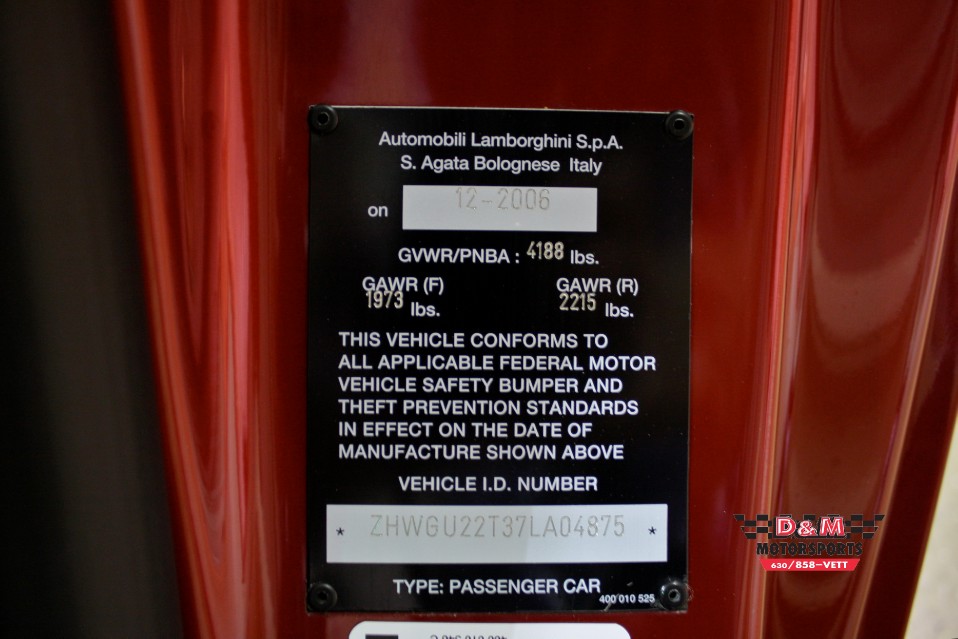 Automobili Lamborghini S.p.A.
S. Agata Bolognese Italy
on 12-2006
GVWR/PNBA : 4188 lbs.
GAWR (F) GAWR (R)
1973 lbs. 2215 lbs.
THIS VEHICLE CONFORMS TO
ALL APPLICABLE FEDERAL MOTOR
VEHICLE SAFETY BUMPER AND
THEFT PREVENTION STANDARDS
IN EFFECT ON THE DATE OF
MANUFACTURE SHOWN ABOVE
VEHICLE I.D. NUMBER
* ZHWGU22T37LA04875 *
TYPE: PASSENGER CAR
400 010 525
D&M
MOTORSPORTS
630/858-VETT